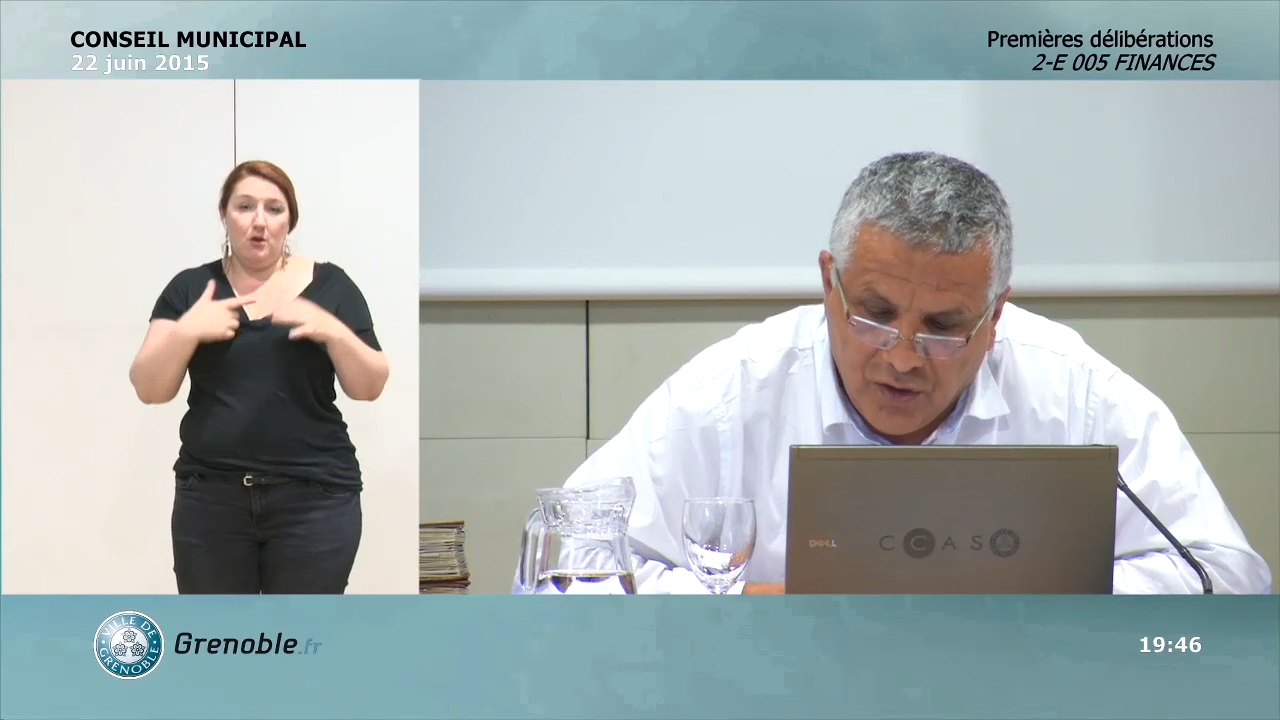 CONSEIL MUNICIPAL
22 juin 2015
Premières délibérations
2-E 005 FINANCES
DELL
CCAS
VILLE DE GRENOBLE
Grenoble.fr
19:46